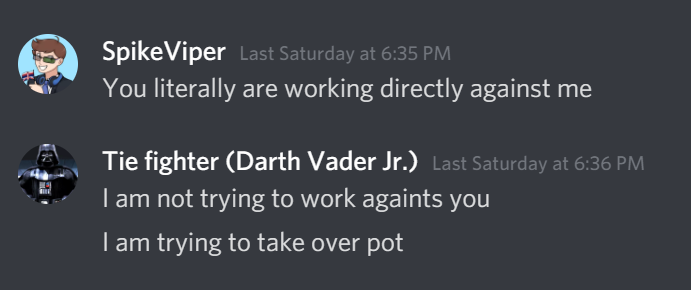 SpikeViper Last Saturday at 6:35 PM
You literally are working directly against me
Tie fighter (Darth Vader Jr.) Last Saturday at 6:36 PM
I am not trying to work againts you
I am trying to take over pot